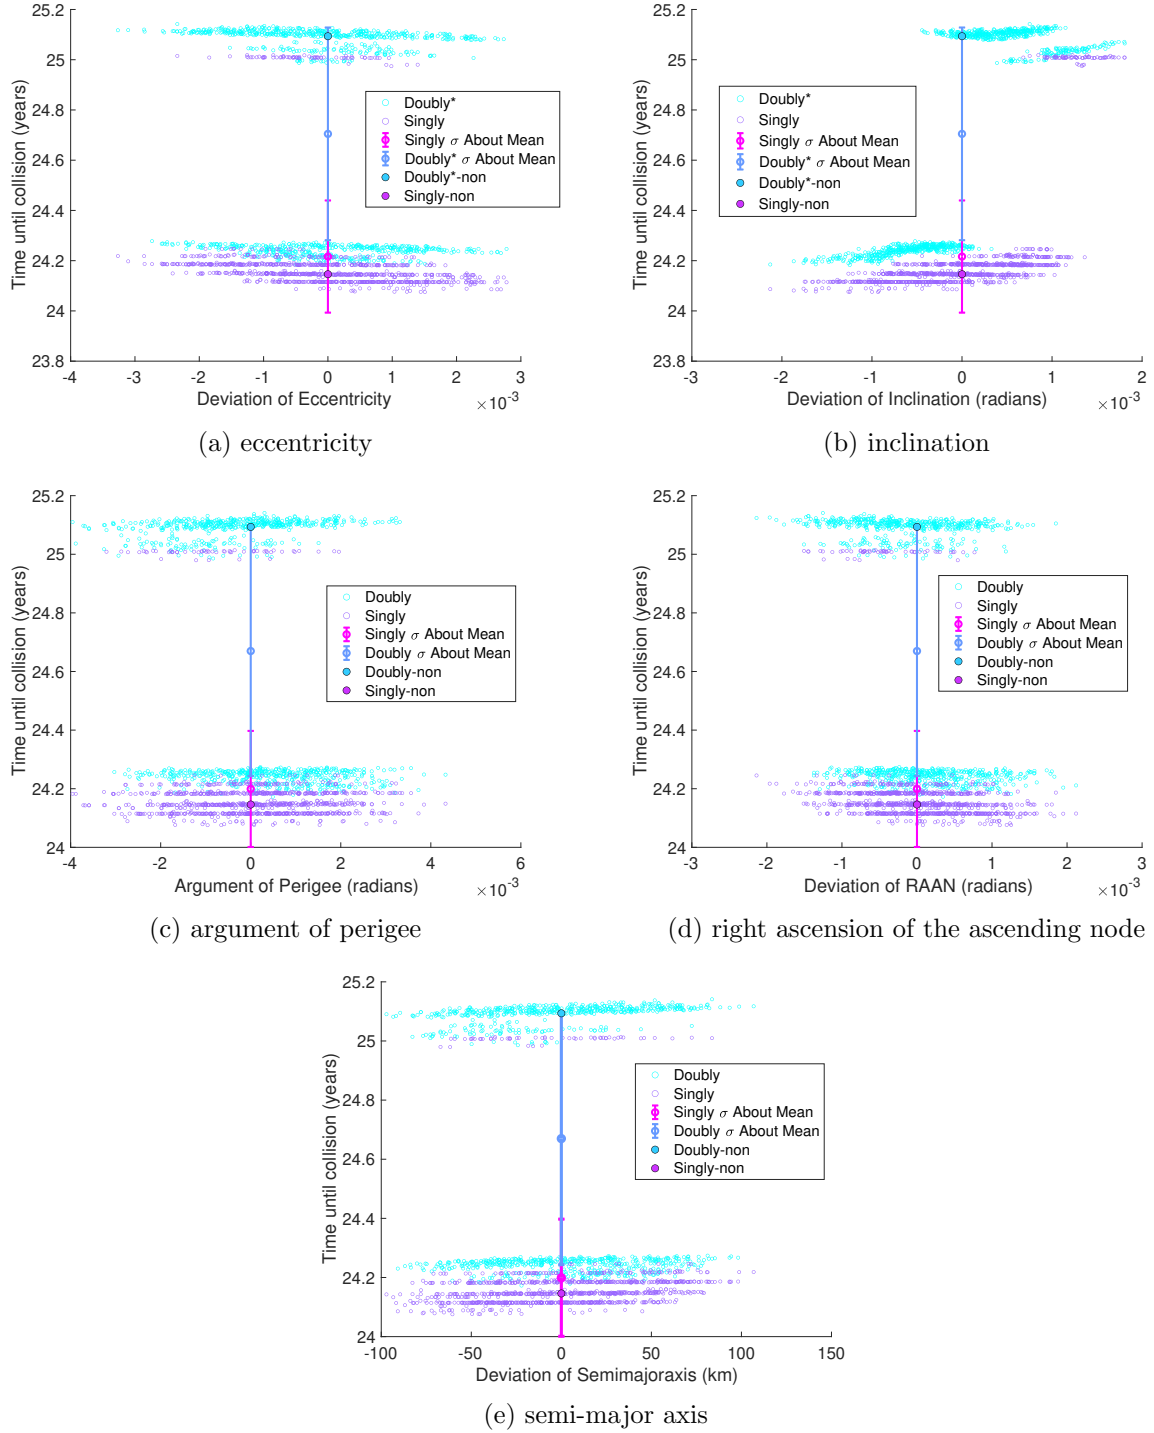 25.2
25
24.8
24.6
24.4
24.2
24
23.8
Time until collision (years)
Doubly*
Singly
Singly σ About Mean
Doubly* σ About Mean
Doubly*-non
Singly-non
-4 -3 -2 -1 0 1 2 3
Deviation of Eccentricity ×10⁻³
(a) eccentricity
25.2
25
24.8
24.6
24.4
24.2
24
23.8
Time until collision (years)
Doubly*
Singly
Singly σ About Mean
Doubly* σ About Mean
Doubly*-non
Singly-non
-3 -2 -1 0 1 2
Deviation of Inclination (radians) ×10⁻³
(b) inclination
25.2
25
24.8
24.6
24.4
24.2
24
Time until collision (years)
Doubly
Singly
Singly σ About Mean
Doubly σ About Mean
Doubly-non
Singly-non
-4 -2 0 2 4 6
Argument of Perigee (radians) ×10⁻³
(c) argument of perigee
25.2
25
24.8
24.6
24.4
24.2
24
Time until collision (years)
Doubly
Singly
Singly σ About Mean
Doubly σ About Mean
Doubly-non
Singly-non
-3 -2 -1 0 1 2 3
Deviation of RAAN (radians) ×10⁻³
(d) right ascension of the ascending node
25.2
25
24.8
24.6
24.4
24.2
24
Time until collision (years)
Doubly
Singly
Singly σ About Mean
Doubly σ About Mean
Doubly-non
Singly-non
-100 -50 0 50 100 150
Deviation of Semimajoraxis (km)
(e) semi-major axis